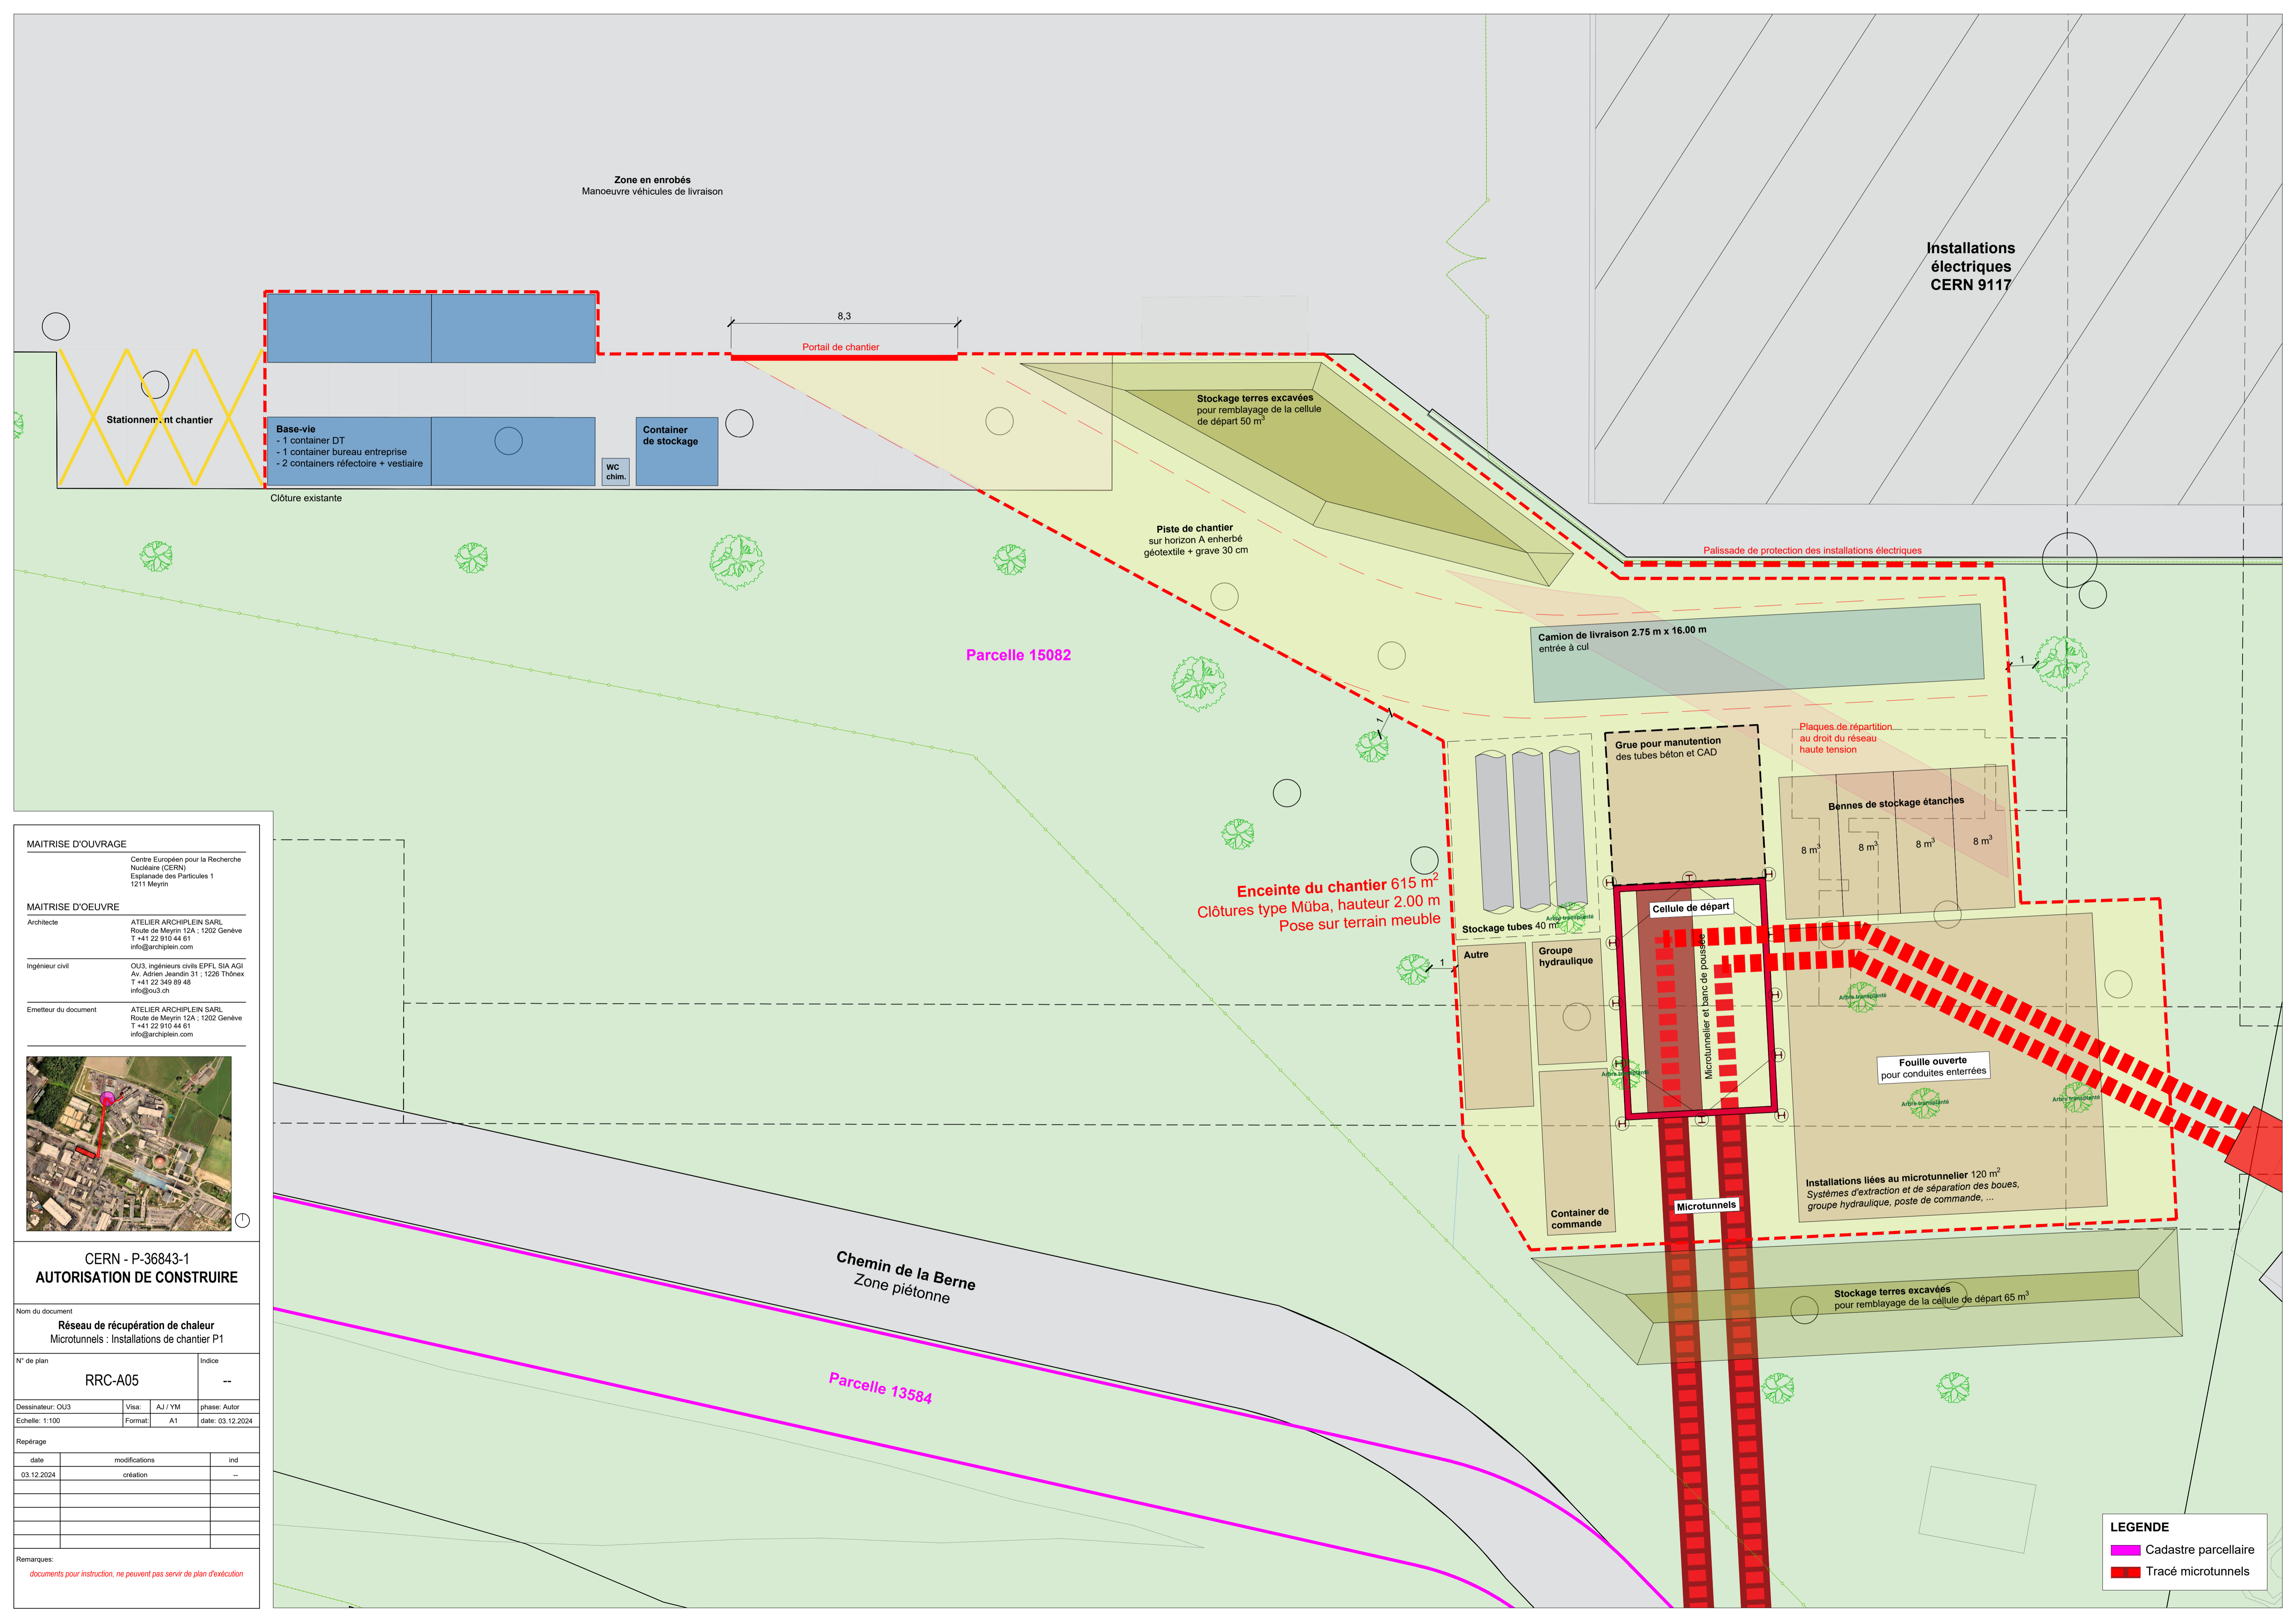 Zone en enrobés
Manoeuvre véhicules de livraison
Installations
électriques
CERN 9117
8,3
Portail de chantier
Stationnement chantier
Base-vie
- 1 container DT
- 1 container bureau entreprise
- 2 containers réfectoire + vestiaire
WC
chim.
Container
de stockage
Clôture existante
Stockage terres excavées
pour remblayage de la cellule
de départ 50 m³
Piste de chantier
sur horizon A enherbé
géotextile + grave 30 cm
Palissade de protection des installations électriques
Camion de livraison 2.75 m x 16.00 m
entrée à cul
1
Parcelle 15082
1
Plaques de répartition
au droit du réseau
haute tension
Grue pour manutention
des tubes béton et CAD
Bennes de stockage étanches
8 m³
8 m³
8 m³
8 m³
Enceinte du chantier 615 m²
Clôtures type Müba, hauteur 2.00 m
Pose sur terrain meuble
Cellule de départ
Arbre transplanté
Stockage tubes 40 m²
Autre
Groupe
hydraulique
1
Microtunnelier et banc de poussée
Arbre transplanté
Arbre transplanté
Fouille ouverte
pour conduites enterrées
Arbre transplanté
Arbre transplanté
Installations liées au microtunnelier 120 m²
Systèmes d'extraction et de séparation des boues,
groupe hydraulique, poste de commande, ...
Microtunnels
Container de
commande
Stockage terres excavées
pour remblayage de la cellule de départ 65 m³
Chemin de la Berne
Zone piétonne
Parcelle 13584
LEGENDE
Cadastre parcellaire
Tracé microtunnels
MAITRISE D'OUVRAGE
Centre Européen pour la Recherche
Nucléaire (CERN)
Esplanade des Particules 1
1211 Meyrin
MAITRISE D'OEUVRE
Architecte
ATELIER ARCHIPLEIN SARL
Route de Meyrin 12A ; 1202 Genève
T +41 22 910 44 61
info@archiplein.com
Ingénieur civil
OU3, ingénieurs civils EPFL SIA AGI
Av. Adrien Jeandin 31 ; 1226 Thônex
T +41 22 349 89 48
info@ou3.ch
Emetteur du document
ATELIER ARCHIPLEIN SARL
Route de Meyrin 12A ; 1202 Genève
T +41 22 910 44 61
info@archiplein.com
CERN - P-36843-1
AUTORISATION DE CONSTRUIRE
Nom du document
Réseau de récupération de chaleur
Microtunnels : Installations de chantier P1
N° de plan
Indice
RRC-A05
--
Dessinateur: OU3
Visa: AJ / YM
phase: Autor
Echelle: 1:100
Format: A1
date: 03.12.2024
Repérage
date modifications ind
03.12.2024 création --
Remarques:
documents pour instruction, ne peuvent pas servir de plan d'exécution